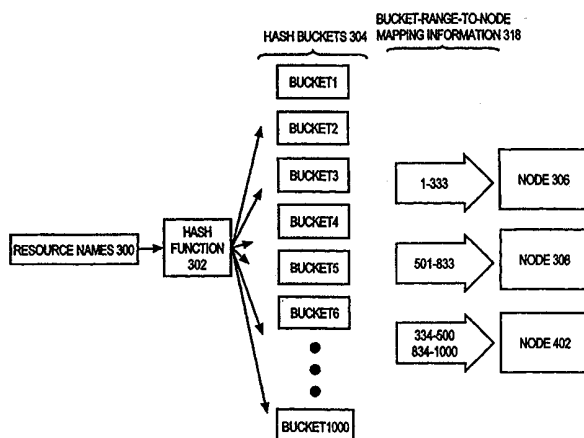 HASH BUCKETS 304
BUCKET-RANGE-TO-NODE
MAPPING INFORMATION 318
BUCKET1
BUCKET2
BUCKET3
BUCKET4
BUCKET5
BUCKET6
BUCKET1000
RESOURCE NAMES 300
HASH
FUNCTION
302
1-333
NODE 306
501-833
NODE 308
334-500
834-1000
NODE 402